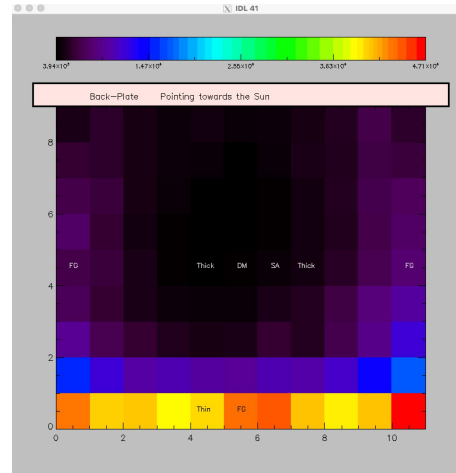 IDL 41
3.94×10⁵ 1.47×10⁶ 2.55×10⁶ 3.63×10⁶ 4.71×10⁶
Back-Plate Pointing towards the Sun
8
6
FG Thick DM SA Thick FG
4
2
Thin FG
0
0 2 4 6 8 10